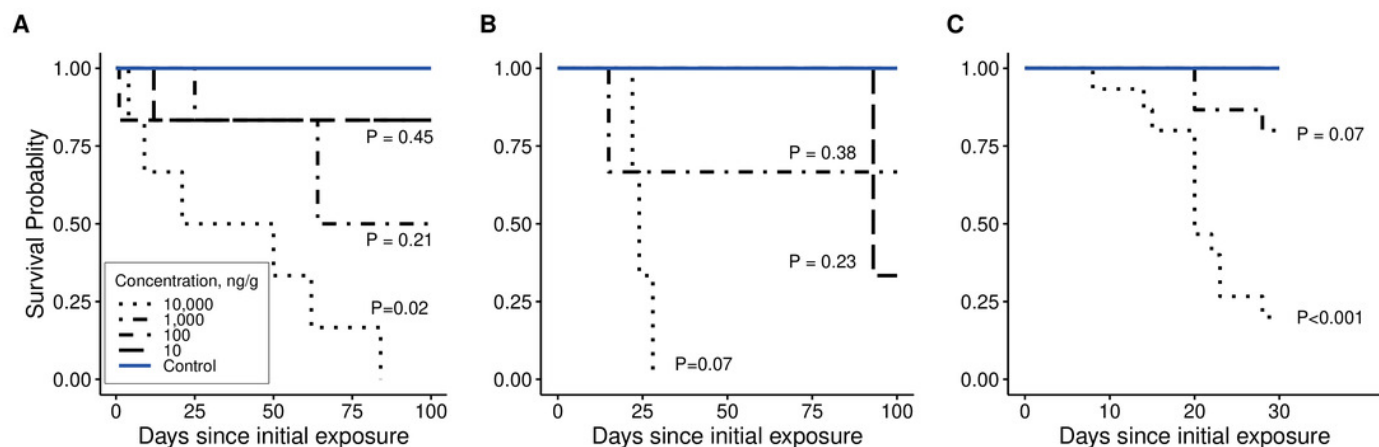 A
Survival Probablity
1.00
0.75
0.50
0.25
0.00
P = 0.45
P = 0.21
P=0.02
Concentration, ng/g
10,000
1,000
100
10
Control
0
25
50
75
100
Days since initial exposure
B
1.00
0.75
0.50
0.25
0.00
P = 0.38
P = 0.23
P=0.07
0
25
50
75
100
Days since initial exposure
C
1.00
0.75
0.50
0.25
0.00
P = 0.07
P<0.001
0
10
20
30
Days since initial exposure